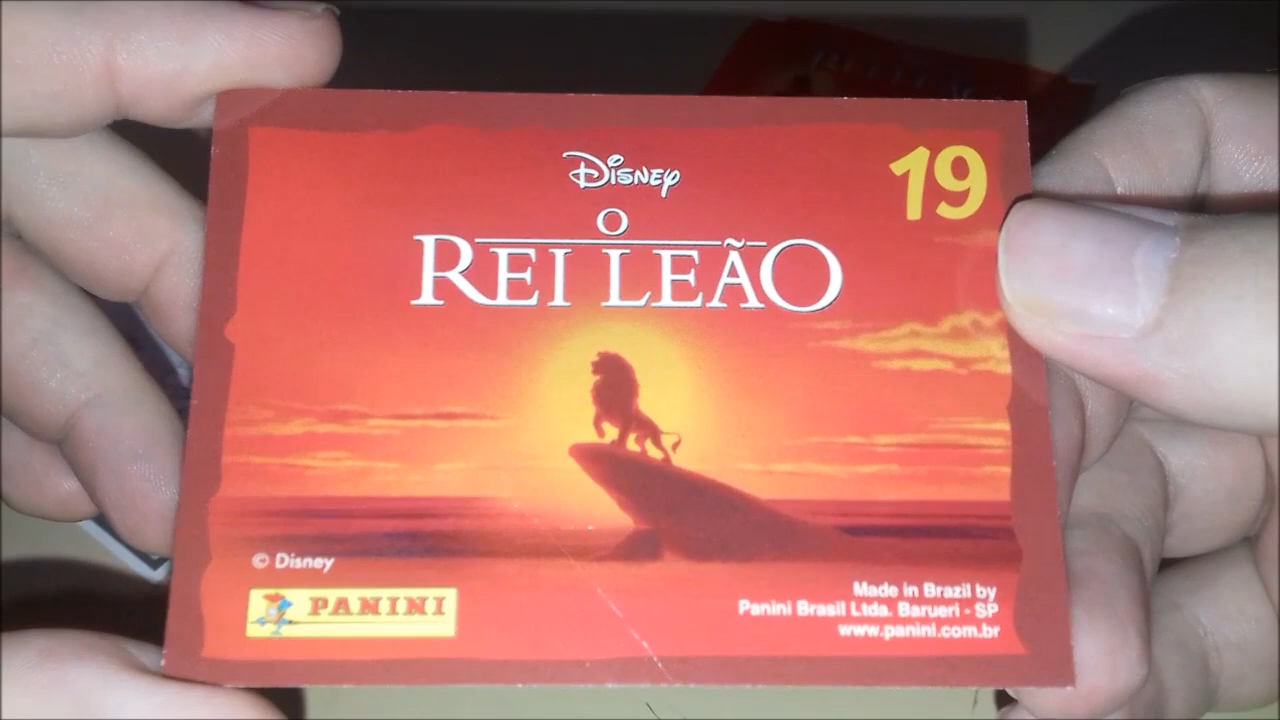 Disney
O
REI LEÃO
19
© Disney
PANINI
Made in Brazil by
Panini Brasil Ltda. Barueri - SP
www.panini.com.br